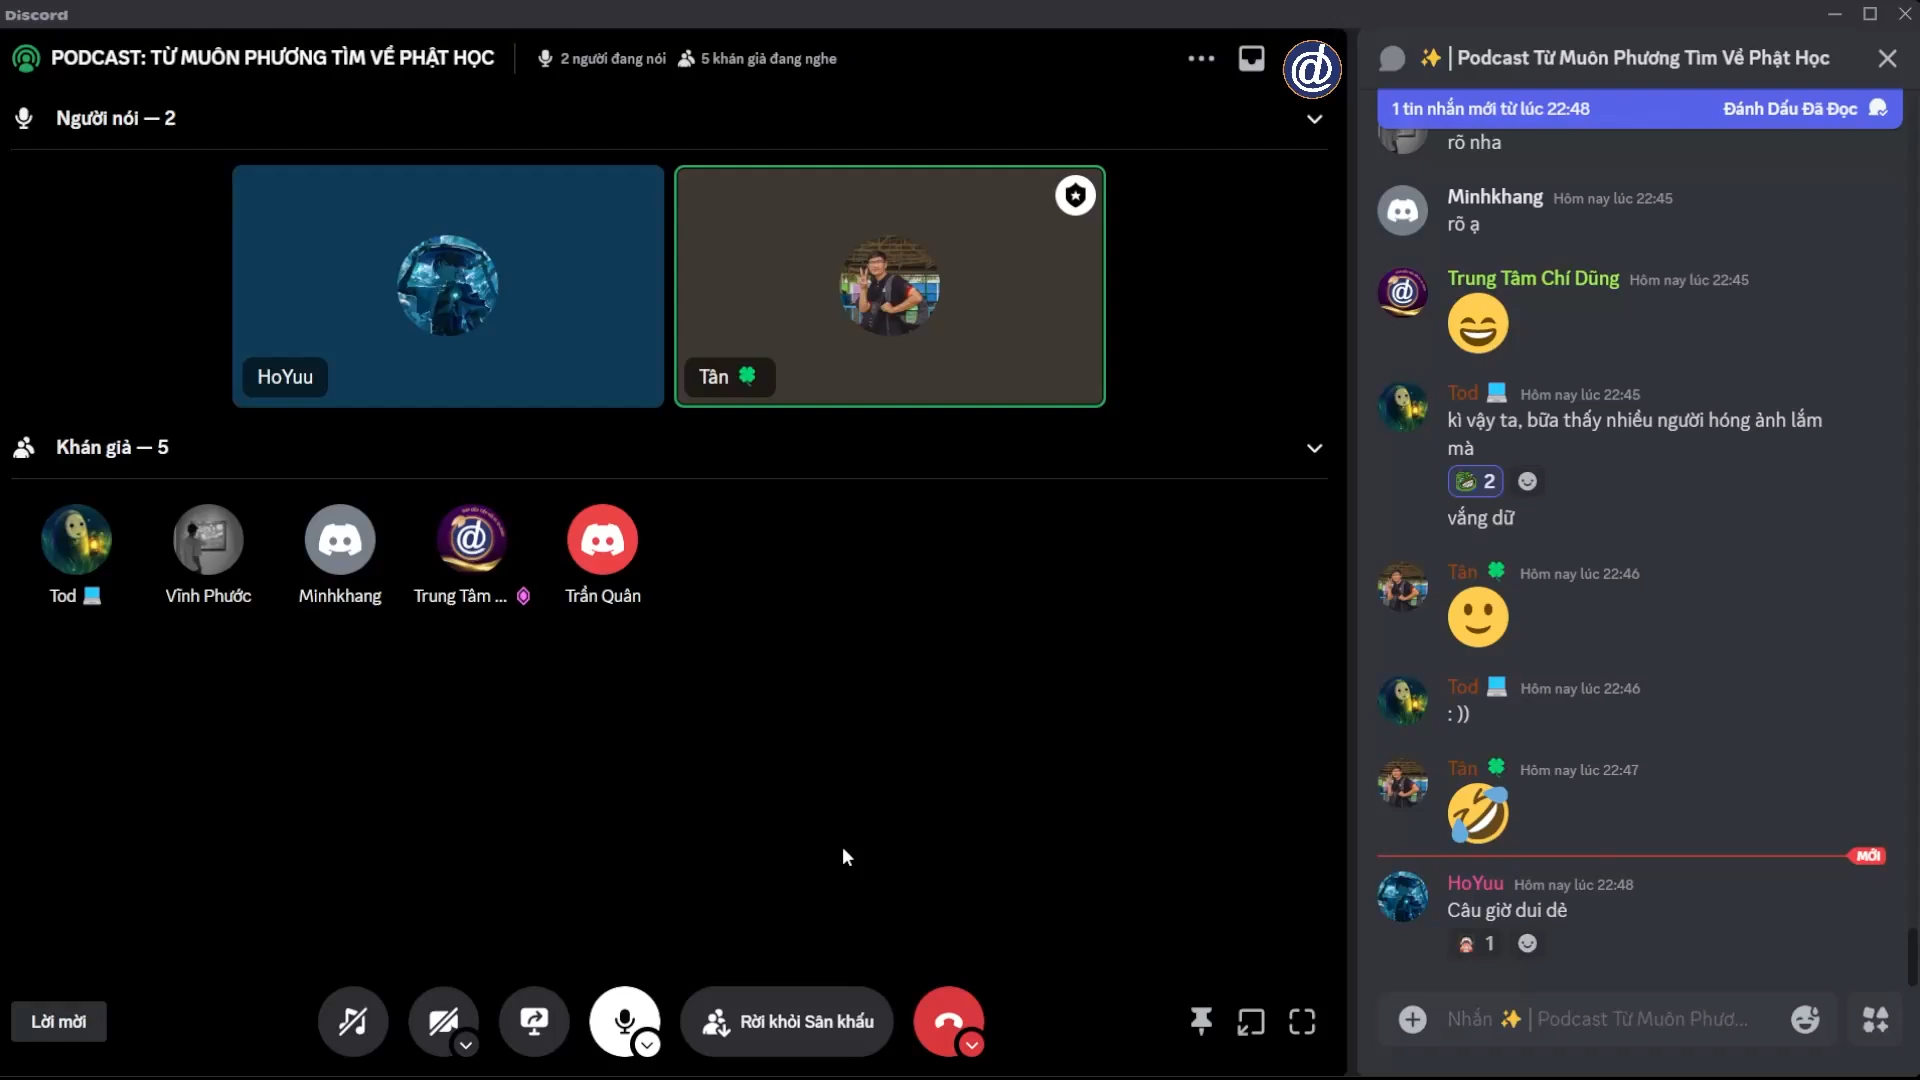 Discord
PODCAST: TỪ MUÔN PHƯƠNG TÌM VỀ PHẬT HỌC
2 người đang nói
5 khán giả đang nghe
Người nói — 2
HoYuu
Tân 🍀
Khán giả — 5
Tod 💻
Vĩnh Phước
Minhkhang
Trung Tâm ...
Trần Quân
Lời mời
Rời khỏi Sân khấu
✨ | Podcast Từ Muôn Phương Tìm Về Phật Học
1 tin nhắn mới từ lúc 22:48
Đánh Dấu Đã Đọc
rõ nha
Minhkhang Hôm nay lúc 22:45
rõ ạ
Trung Tâm Chí Dũng Hôm nay lúc 22:45
😄
Tod 💻 Hôm nay lúc 22:45
kì vậy ta, bữa thấy nhiều người hóng ảnh lắm
mà
2
vắng dữ
Tân 🍀 Hôm nay lúc 22:46
🙂
Tod 💻 Hôm nay lúc 22:46
: ))
Tân 🍀 Hôm nay lúc 22:47
🤣
MỚI
HoYuu Hôm nay lúc 22:48
Câu giờ dui dẻ
1
Nhắn ✨ | Podcast Từ Muôn Phươ...